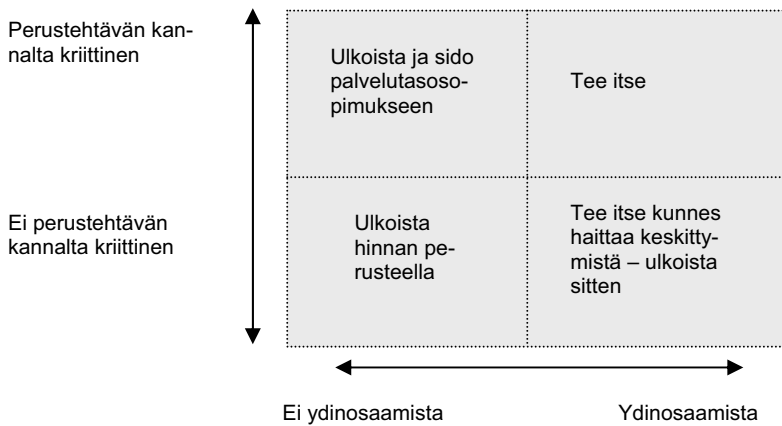 Perustehtävän kan-
nalta kriittinen
Ulkoista ja sido
palvelutasoso-
pimukseen
Tee itse
Ei perustehtävän
kannalta kriittinen
Ulkoista
hinnan pe-
rusteella
Tee itse kunnes
haittaa keskitty-
mistä – ulkoista
sitten
Ei ydinosaamista
Ydinosaamista